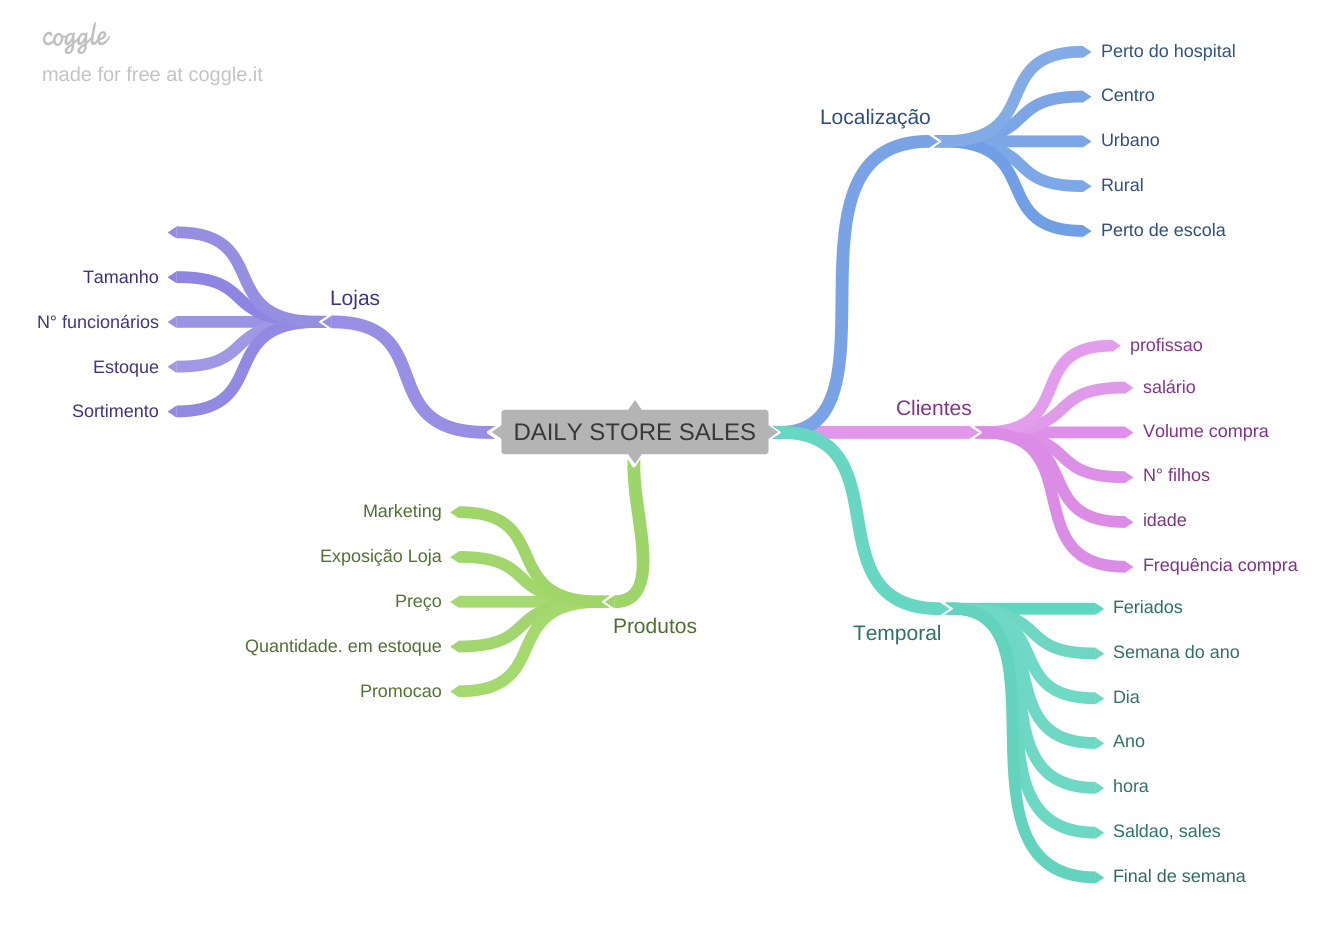 coggle
made for free at coggle.it
DAILY STORE SALES
Localização
Perto do hospital
Centro
Urbano
Rural
Perto de escola
Clientes
profissao
salário
Volume compra
N° filhos
idade
Frequência compra
Temporal
Feriados
Semana do ano
Dia
Ano
hora
Saldao, sales
Final de semana
Lojas
Tamanho
N° funcionários
Estoque
Sortimento
Produtos
Marketing
Exposição Loja
Preço
Quantidade. em estoque
Promocao